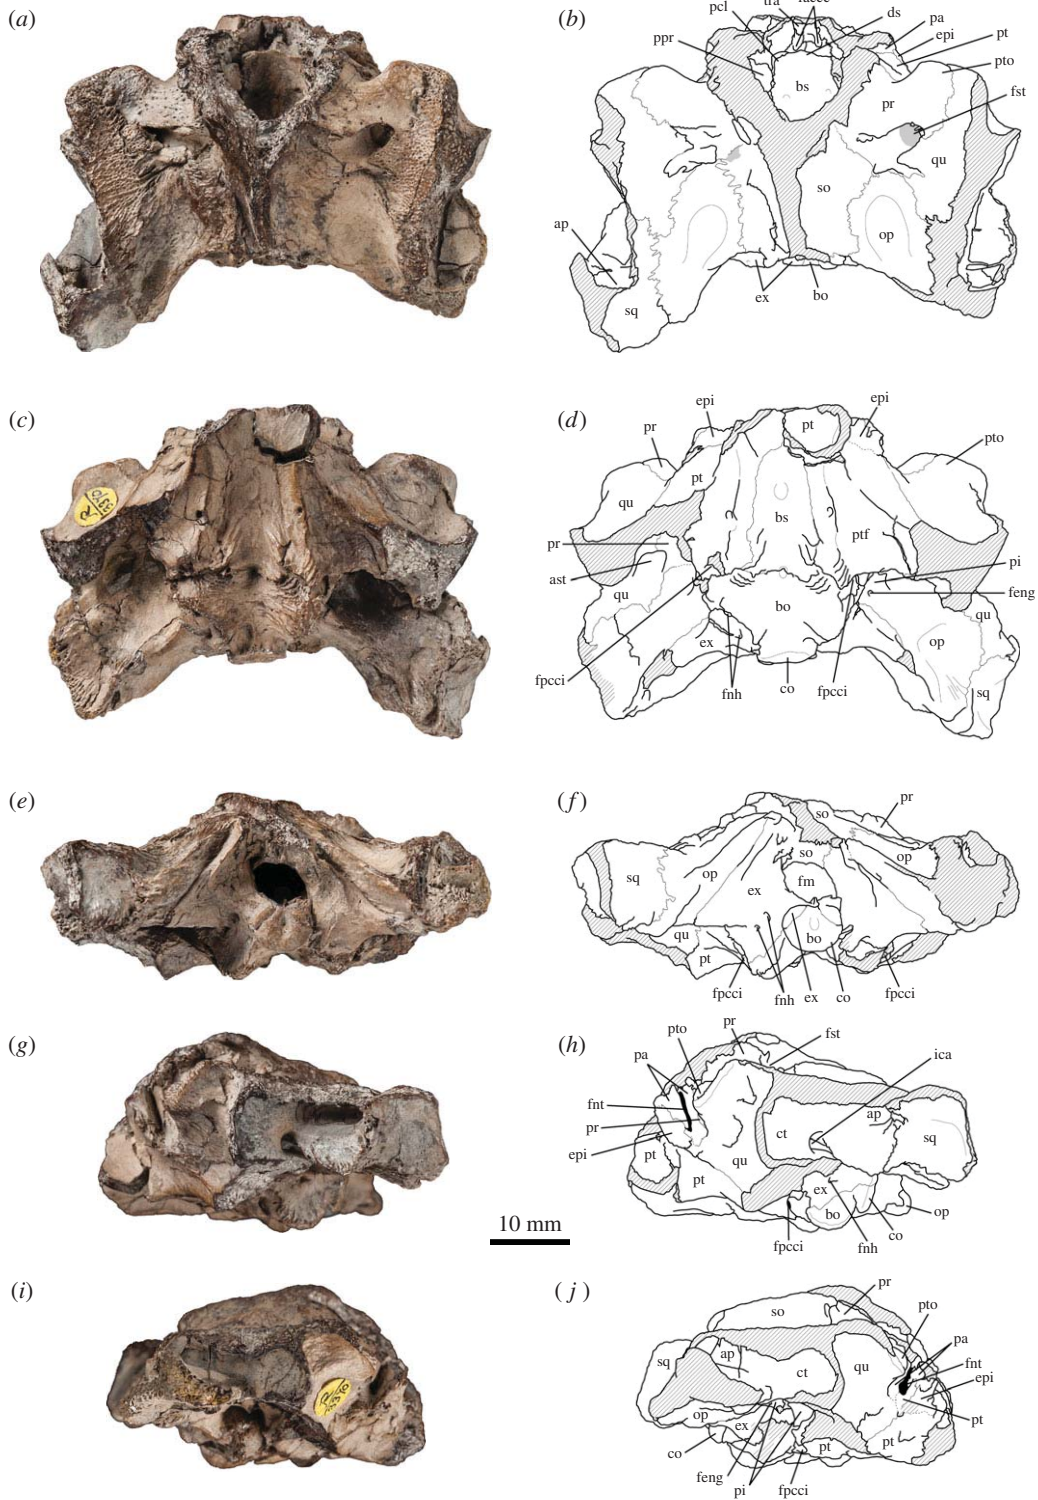 (a)
(b)
pcl
tra
ds
pa
epi
ppr
pt
pto
bs
pr
fst
qu
so
op
ap
ex
bo
sq
(c)
(d)
epi
epi
pt
pr
pto
qu
pt
bs
pr
ptf
pi
ast
feng
qu
bo
qu
ex
op
fpcci
fnh
co
fpcci
sq
(e)
(f)
pr
so
so
op
sq
op
fm
ex
qu
bo
pt
fpcci
fnh
ex
co
fpcci
(g)
(h)
pr
fst
pto
ica
pa
fnt
ap
pr
ct
sq
epi
pt
qu
pt
ex
bo
op
co
fpcci
fnh
10 mm
(i)
(j)
pr
so
pto
pa
sq
ap
qu
fnt
ct
epi
op
pt
ex
co
pt
pt
feng
pi
fpcci